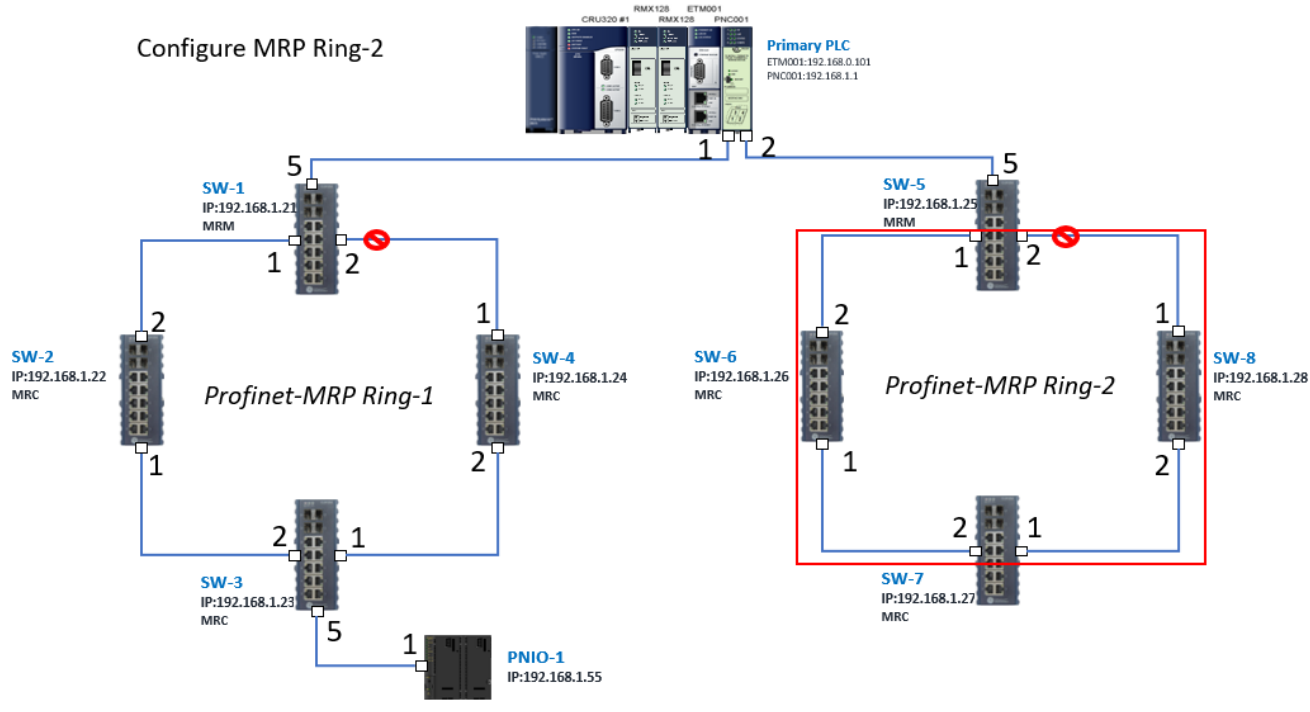 Configure MRP Ring-2
RMX128 ETM001
CRU320 #1 RMX128 PNC001
Primary PLC
ETM001:192.168.0.101
PNC001:192.168.1.1
1
2
5
SW-1
IP:192.168.1.21
MRM
1
2
5
SW-5
IP:192.168.1.25
MRM
1
2
2
SW-2
IP:192.168.1.22
MRC
1
Profinet-MRP Ring-1
1
SW-4
IP:192.168.1.24
MRC
2
2
SW-6
IP:192.168.1.26
MRC
1
Profinet-MRP Ring-2
1
SW-8
IP:192.168.1.28
MRC
2
2
1
SW-3
IP:192.168.1.23
MRC
5
2
1
SW-7
IP:192.168.1.27
MRC
1
PNIO-1
IP:192.168.1.55